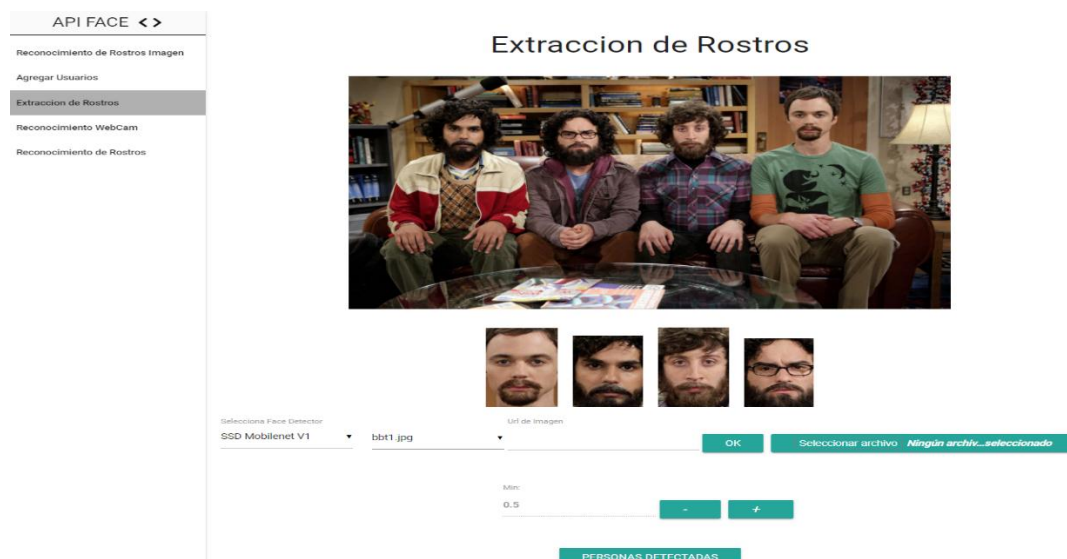 API FACE < >
Reconocimiento de Rostros Imagen
Agregar Usuarios
Extraccion de Rostros
Reconocimiento WebCam
Reconocimiento de Rostros
Extraccion de Rostros
Selecciona Face Detector
SSD Mobilenet V1
bbt1.jpg
Url de Imagen
OK
Seleccionar archivo Ningún archiv...seleccionado
Min:
0.5
- +
PERSONAS DETECTADAS